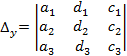 Δy = | a1 d1 c1 |
| a2 d2 c2 |
| a3 d3 c3 |